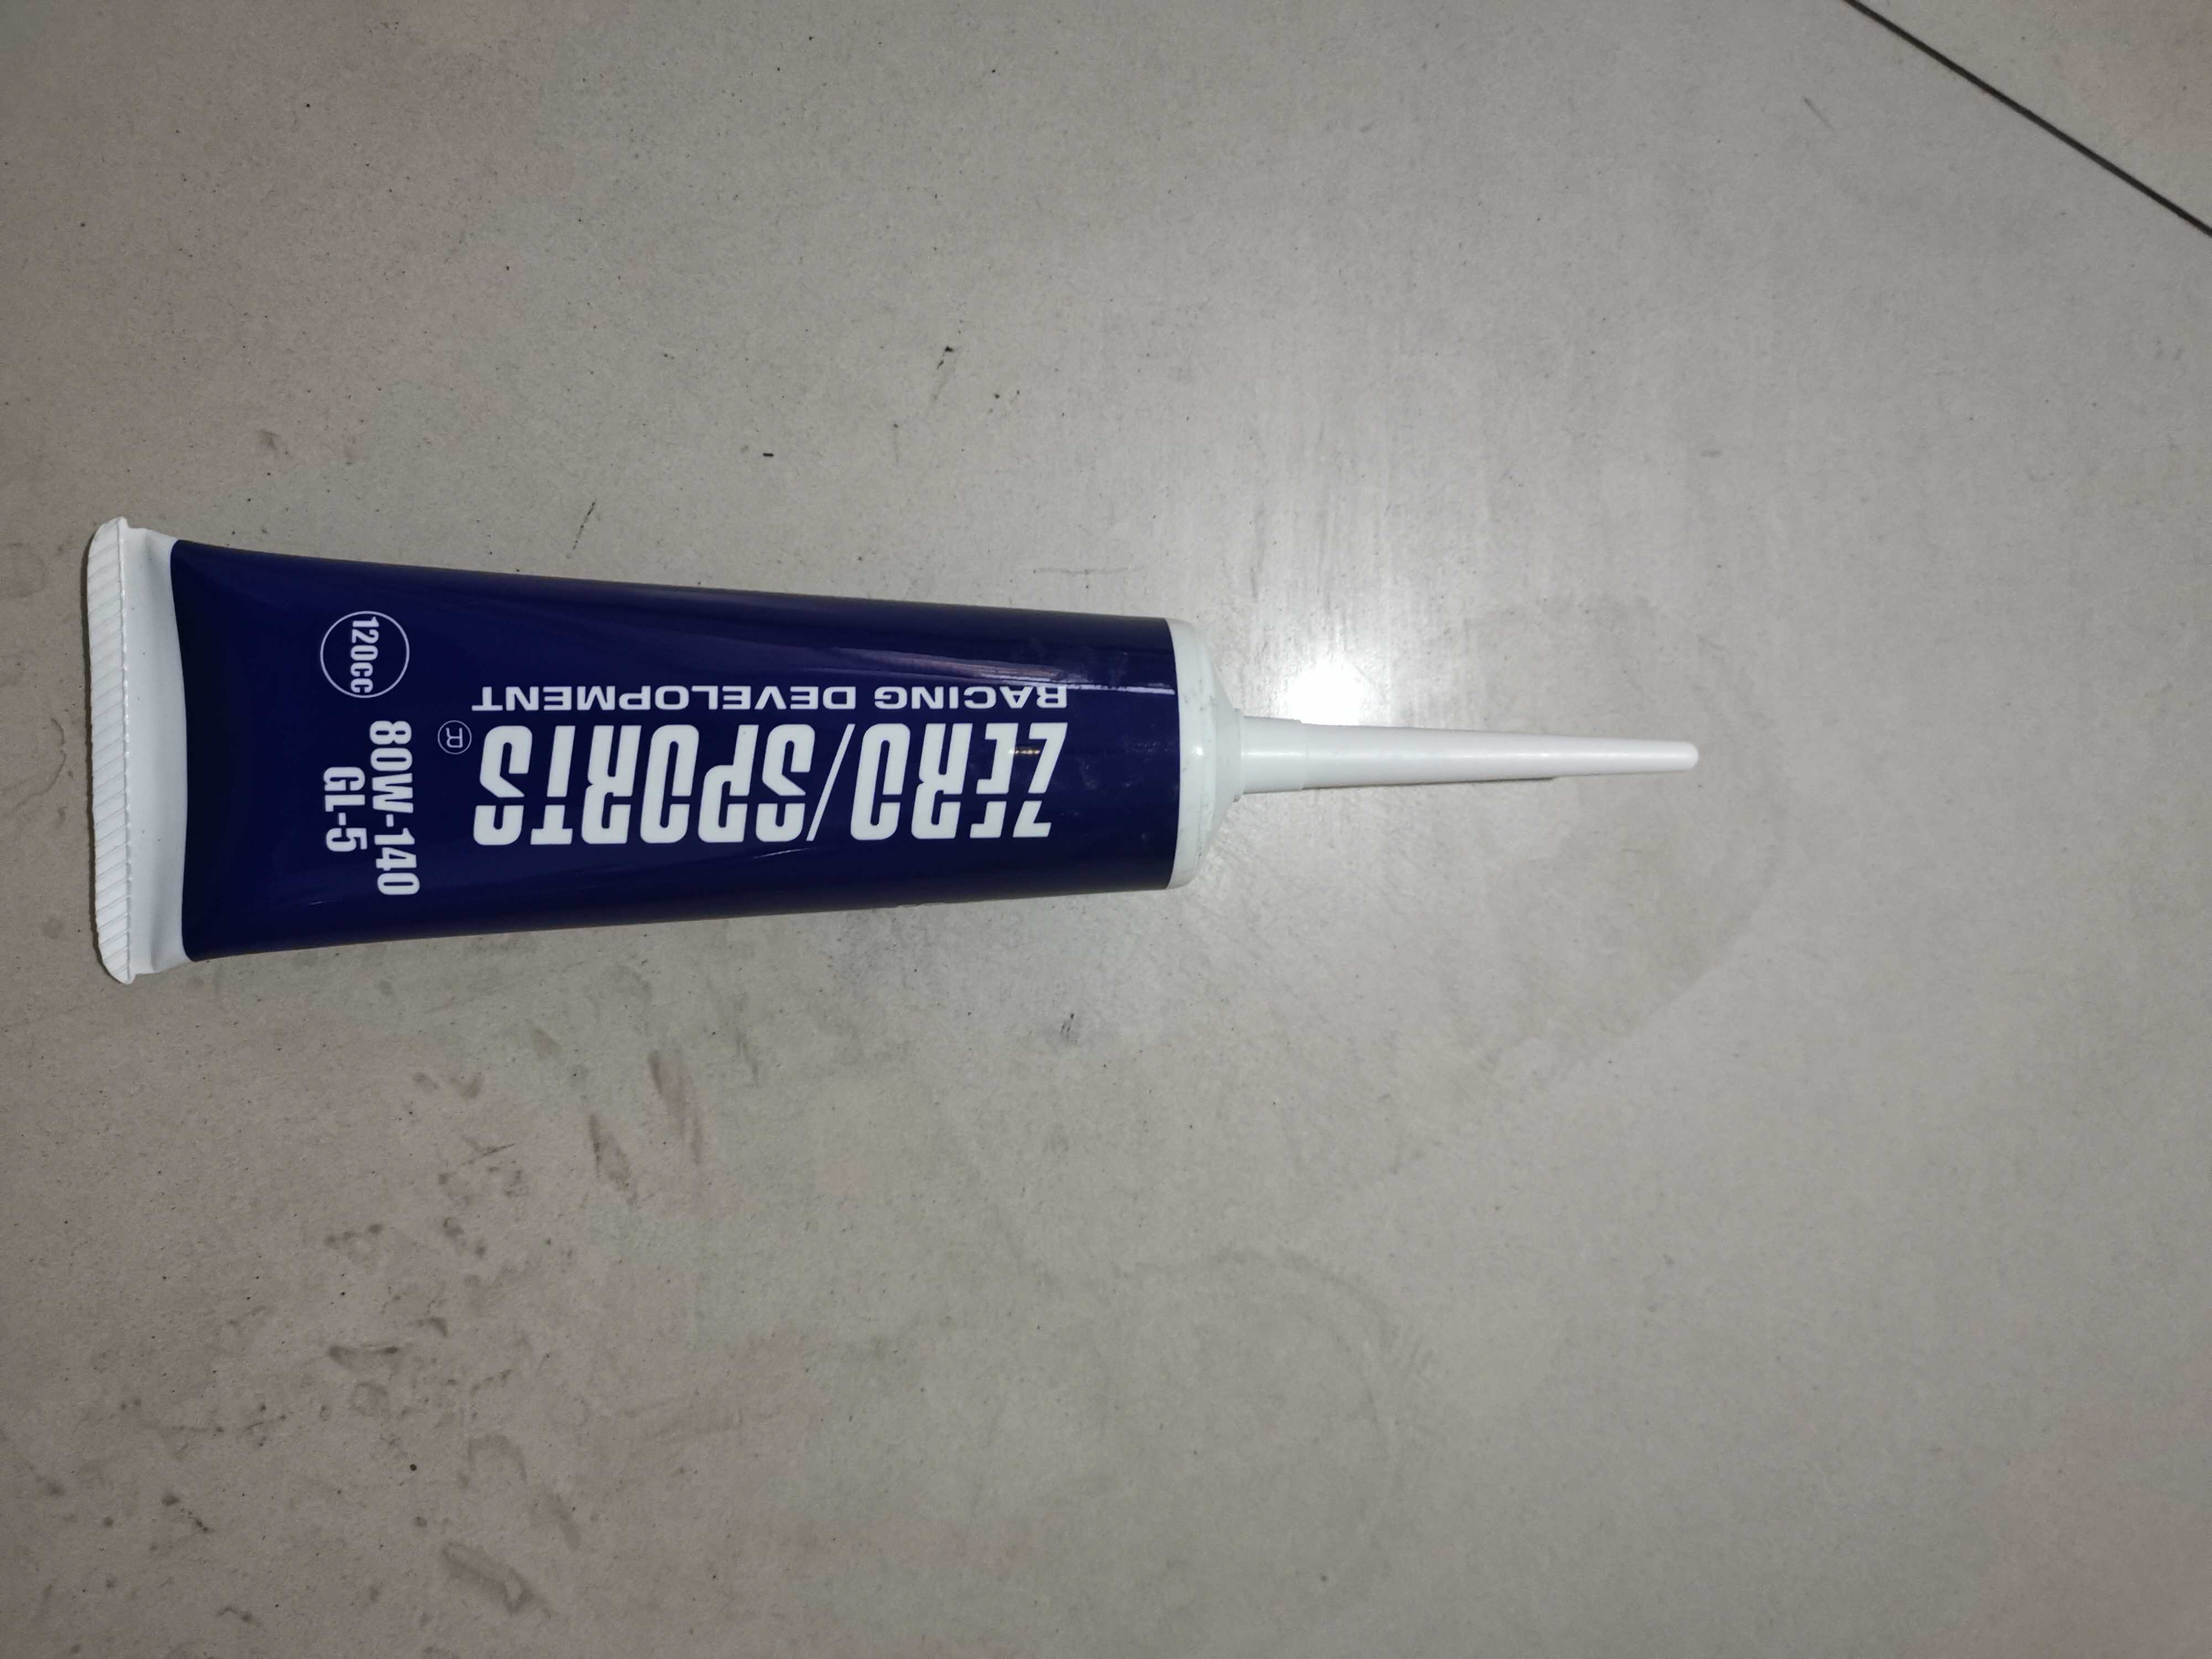 ZERO/SPORTS®
RACING DEVELOPMENT
80W-140
GL-5
120cc